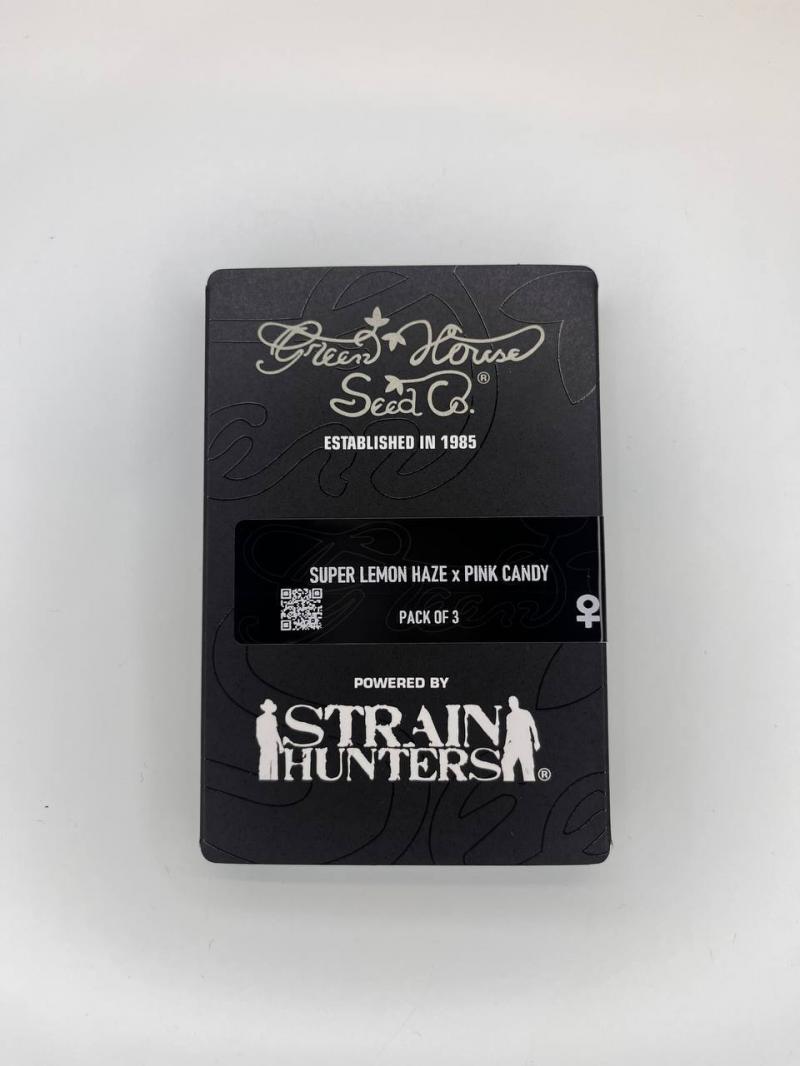 Green House
Seed Co.®
ESTABLISHED IN 1985
SUPER LEMON HAZE x PINK CANDY
PACK OF 3
POWERED BY
STRAIN
HUNTERS®